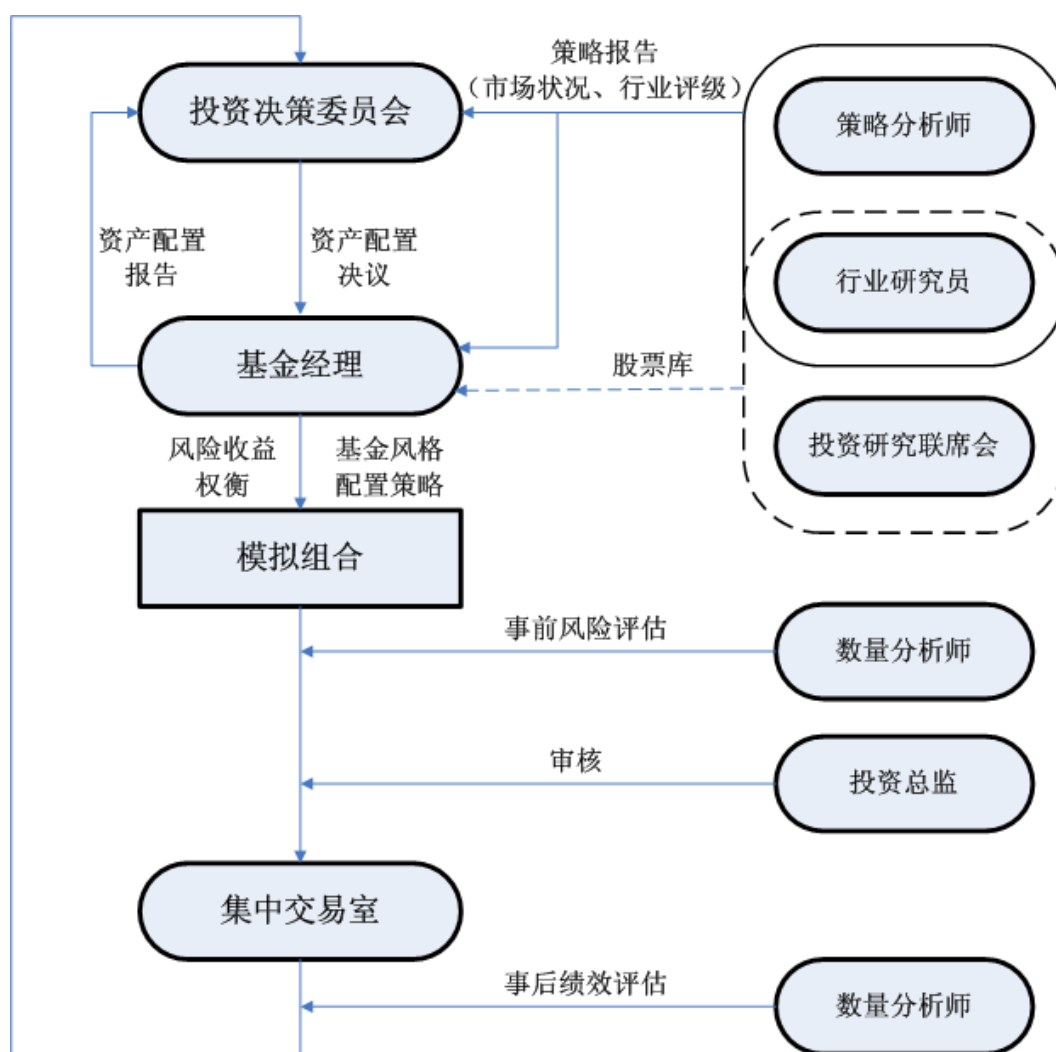 策略报告
（市场状况、行业评级）
投资决策委员会
策略分析师
资产配置
报告
资产配置
决议
行业研究员
基金经理
股票库
风险收益
权衡
基金风格
配置策略
投资研究联席会
模拟组合
事前风险评估
数量分析师
审核
投资总监
集中交易室
事后绩效评估
数量分析师